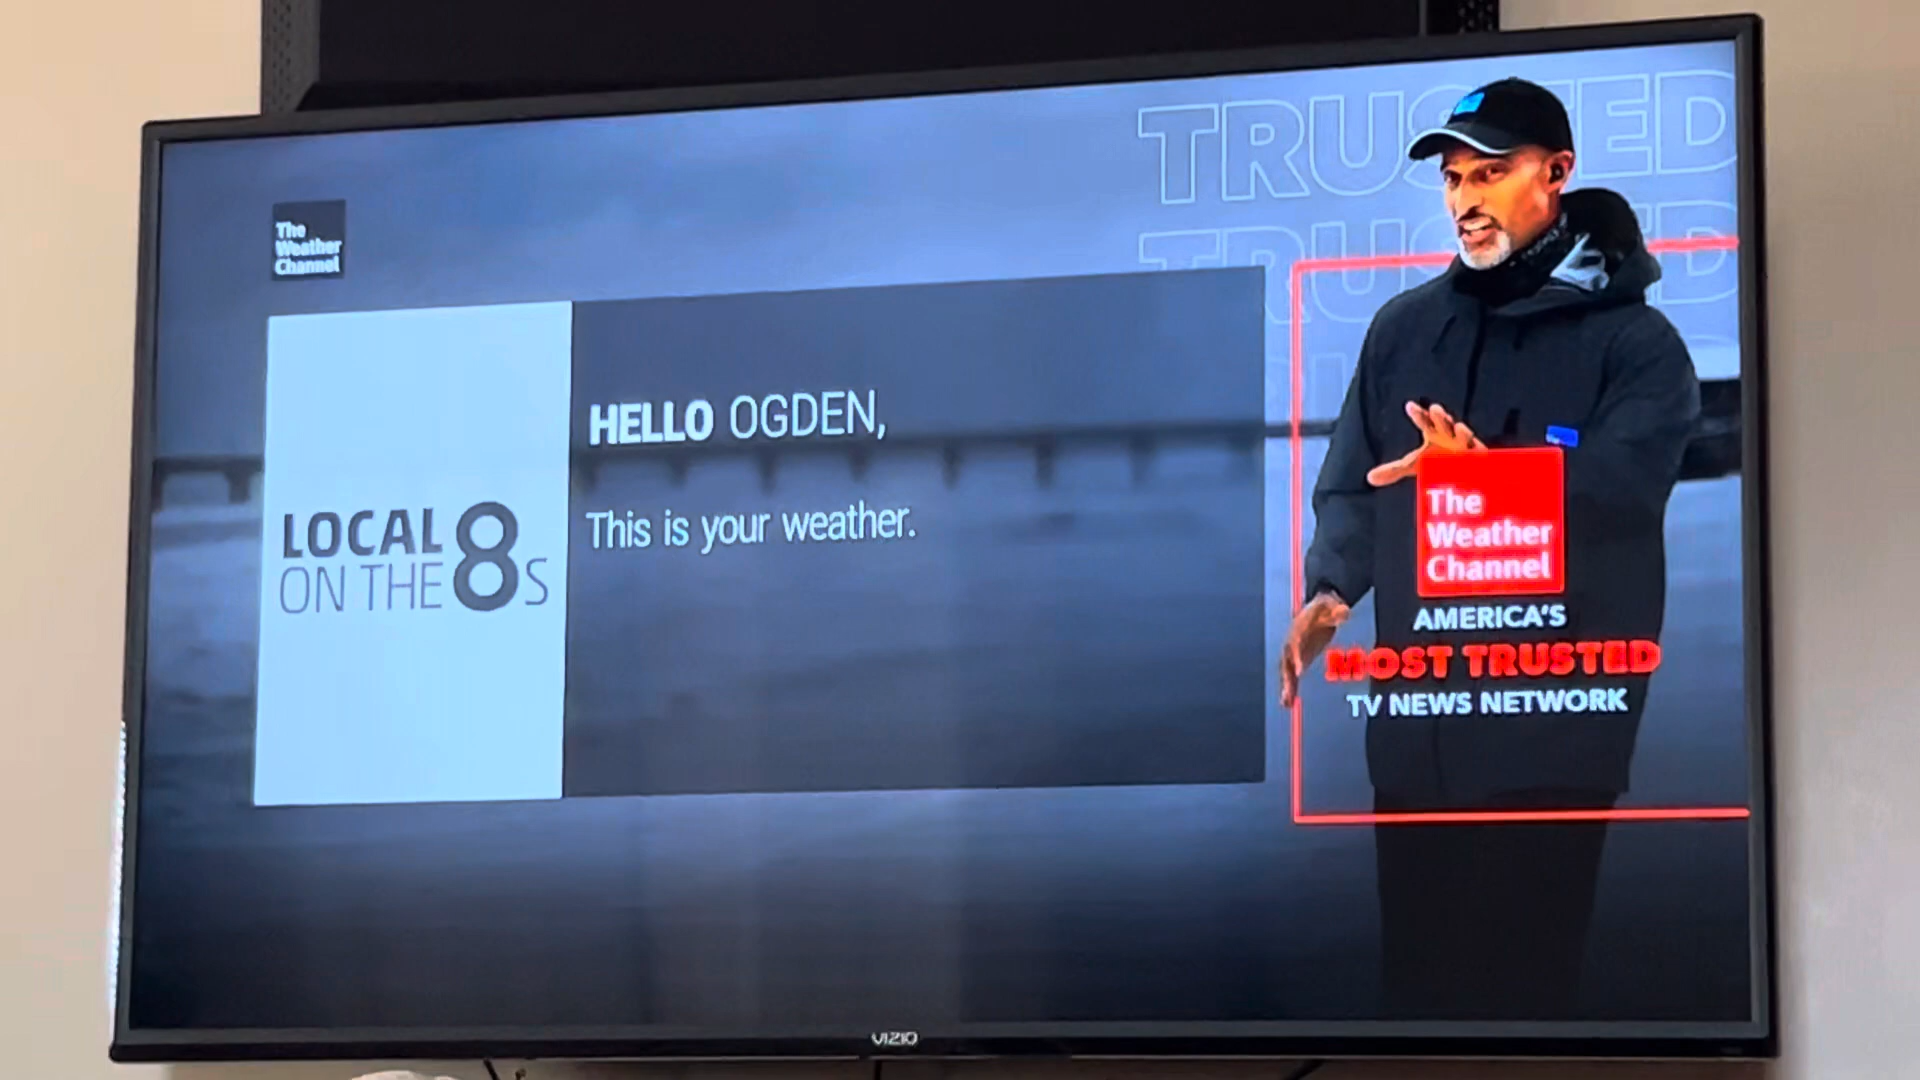 TRUSTED
TRUSTED
The
Weather
Channel
HELLO OGDEN,
This is your weather.
LOCAL
ON THE 8s
The
Weather
Channel
AMERICA'S
MOST TRUSTED
TV NEWS NETWORK
VIZIO